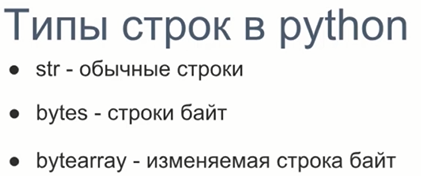 Типы строк в python
● str - обычные строки
● bytes - строки байт
● bytearray - изменяемая строка байт